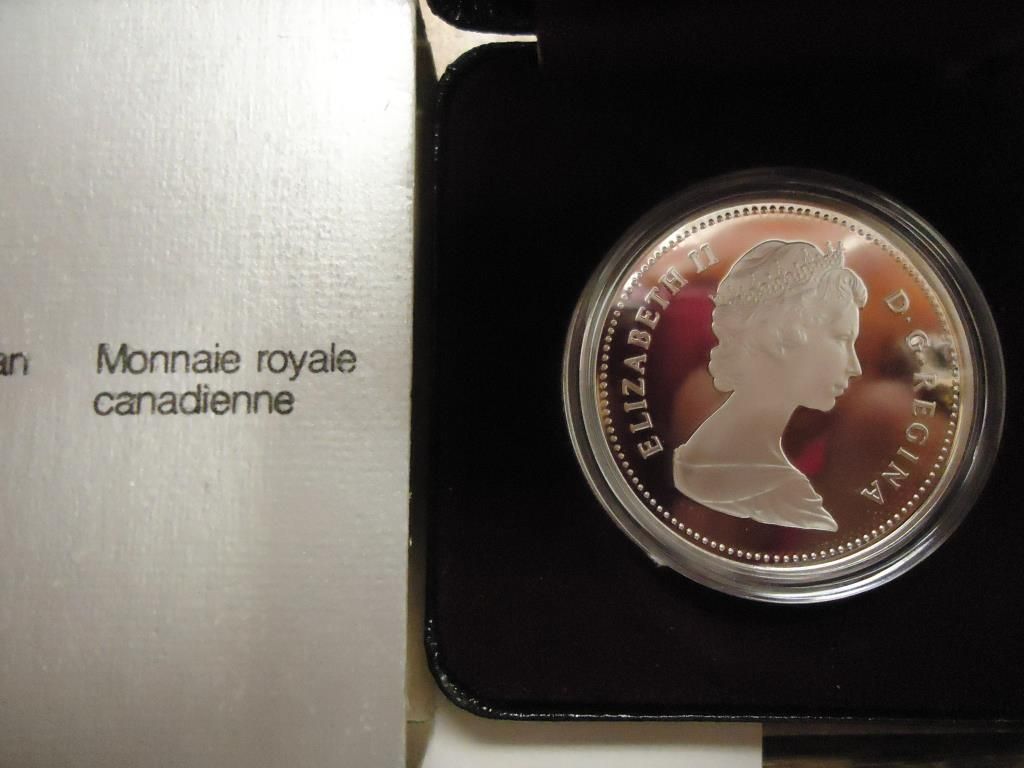 an Monnaie royale
canadienne
ELIZABETH II D·G·REGINA